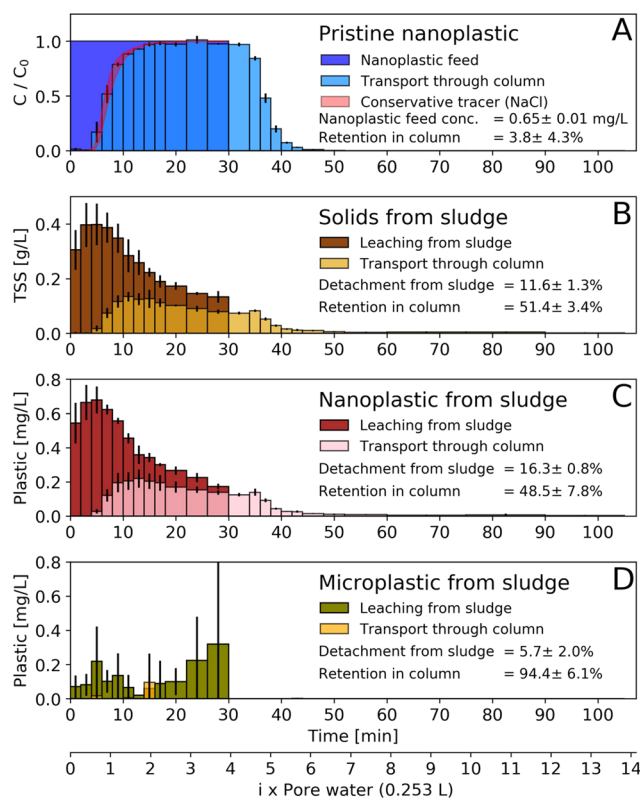 A
Pristine nanoplastic
Nanoplastic feed
Transport through column
Conservative tracer (NaCl)
Nanoplastic feed conc. = 0.65± 0.01 mg/L
Retention in column = 3.8± 4.3%
C / C0
1.0
0.5
0.0
0 10 20 30 40 50 60 70 80 90 100
B
Solids from sludge
Leaching from sludge
Transport through column
Detachment from sludge = 11.6± 1.3%
Retention in column = 51.4± 3.4%
TSS [g/L]
0.4
0.2
0.0
0 10 20 30 40 50 60 70 80 90 100
C
Nanoplastic from sludge
Leaching from sludge
Transport through column
Detachment from sludge = 16.3± 0.8%
Retention in column = 48.5± 7.8%
Plastic [mg/L]
0.8
0.6
0.4
0.2
0.0
0 10 20 30 40 50 60 70 80 90 100
D
Microplastic from sludge
Leaching from sludge
Transport through column
Detachment from sludge = 5.7± 2.0%
Retention in column = 94.4± 6.1%
Plastic [mg/L]
0.8
0.6
0.4
0.2
0.0
0 10 20 30 40 50 60 70 80 90 100
Time [min]
0 1 2 3 4 5 6 7 8 9 10 11 12 13 14
i x Pore water (0.253 L)